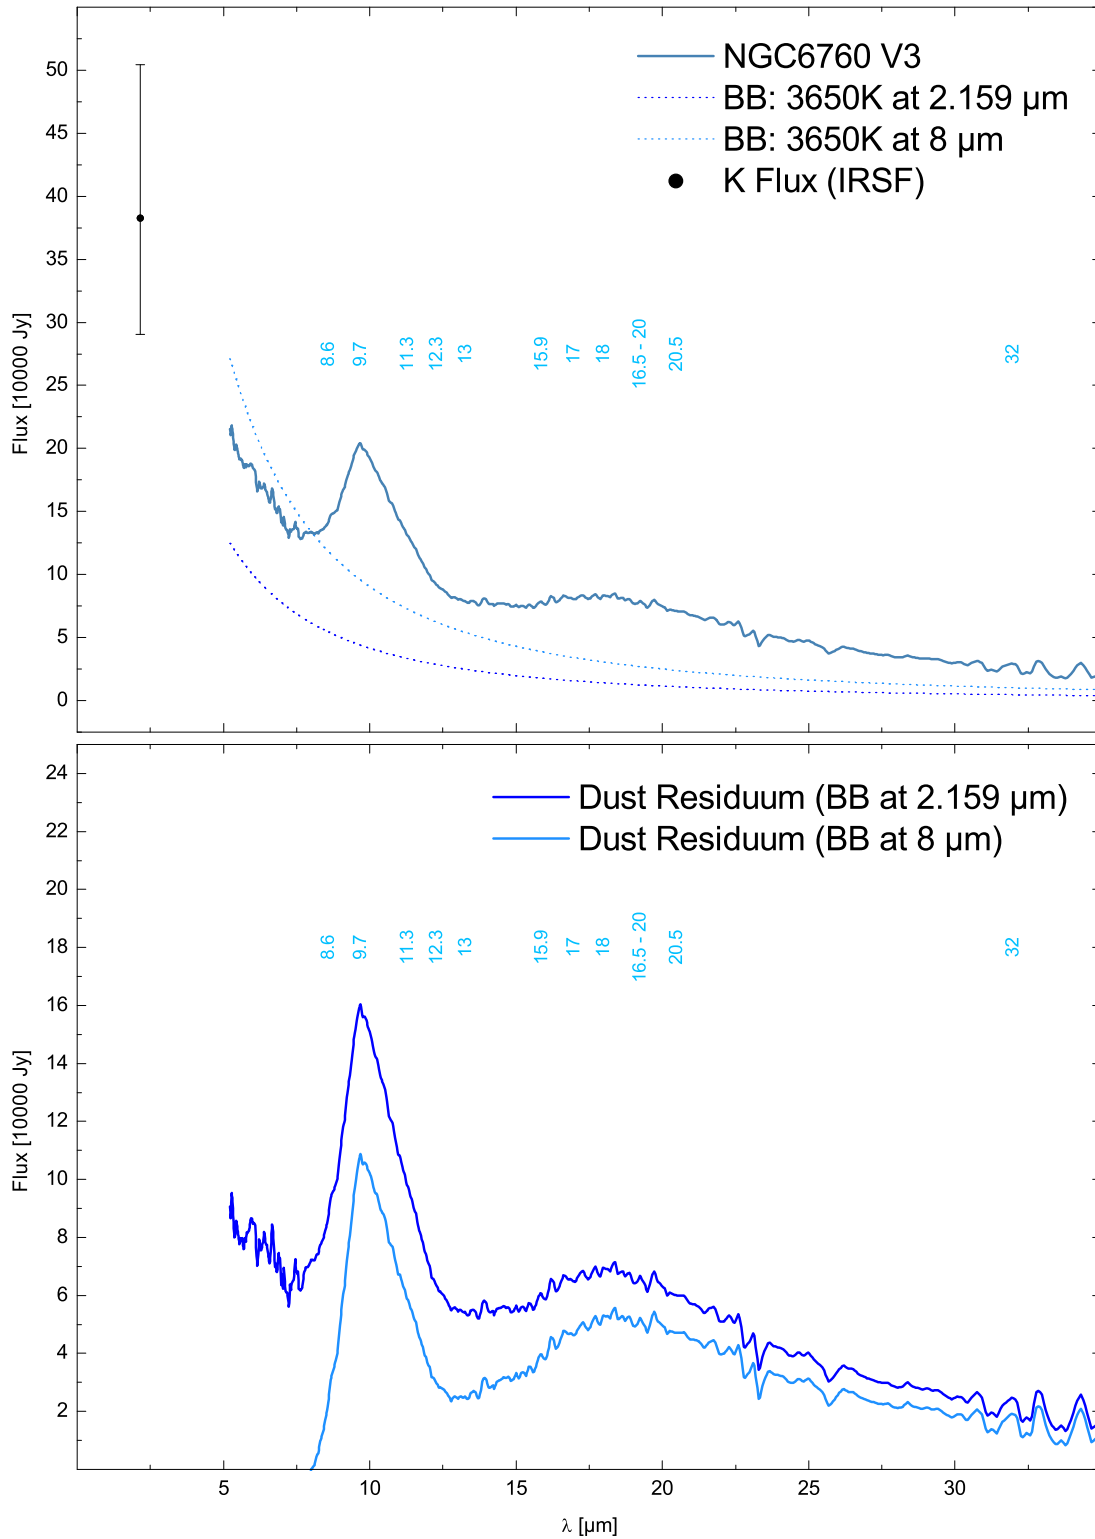 NGC6760 V3
BB: 3650K at 2.159 µm
BB: 3650K at 8 µm
K Flux (IRSF)
50
45
40
35
30
25
20
15
10
5
0
Flux [10000 Jy]
8.6 9.7 11.3 12.3 13 15.9 17 18 16.5 - 20 20.5 32
Dust Residuum (BB at 2.159 µm)
Dust Residuum (BB at 8 µm)
24
22
20
18
16
14
12
10
8
6
4
2
Flux [10000 Jy]
8.6 9.7 11.3 12.3 13 15.9 17 18 16.5 - 20 20.5 32
5 10 15 20 25 30 35
λ [µm]